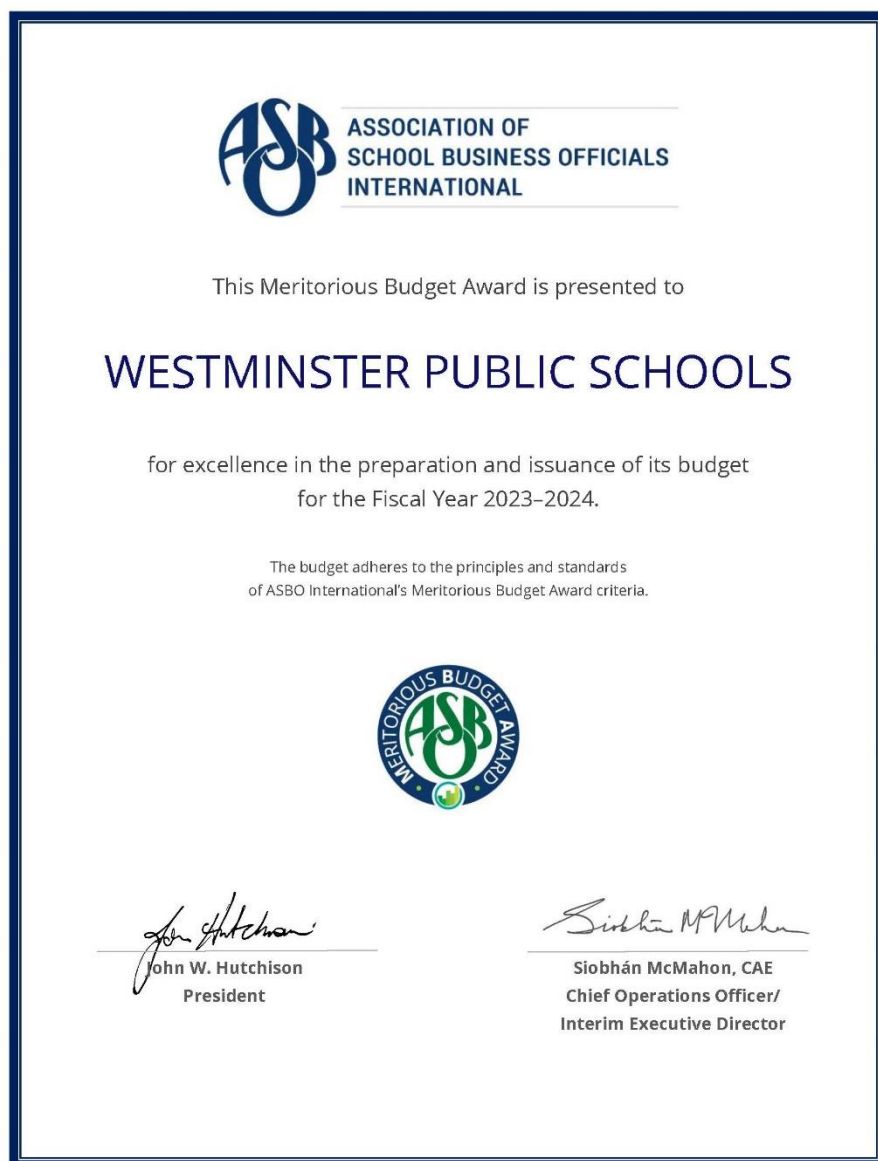 ASBO
ASSOCIATION OF
SCHOOL BUSINESS OFFICIALS
INTERNATIONAL
This Meritorious Budget Award is presented to
WESTMINSTER PUBLIC SCHOOLS
for excellence in the preparation and issuance of its budget
for the Fiscal Year 2023–2024.
The budget adheres to the principles and standards
of ASBO International's Meritorious Budget Award criteria.
MERITORIOUS BUDGET AWARD
ASBO
John W. Hutchison
President
Siobhán McMahon, CAE
Chief Operations Officer/
Interim Executive Director